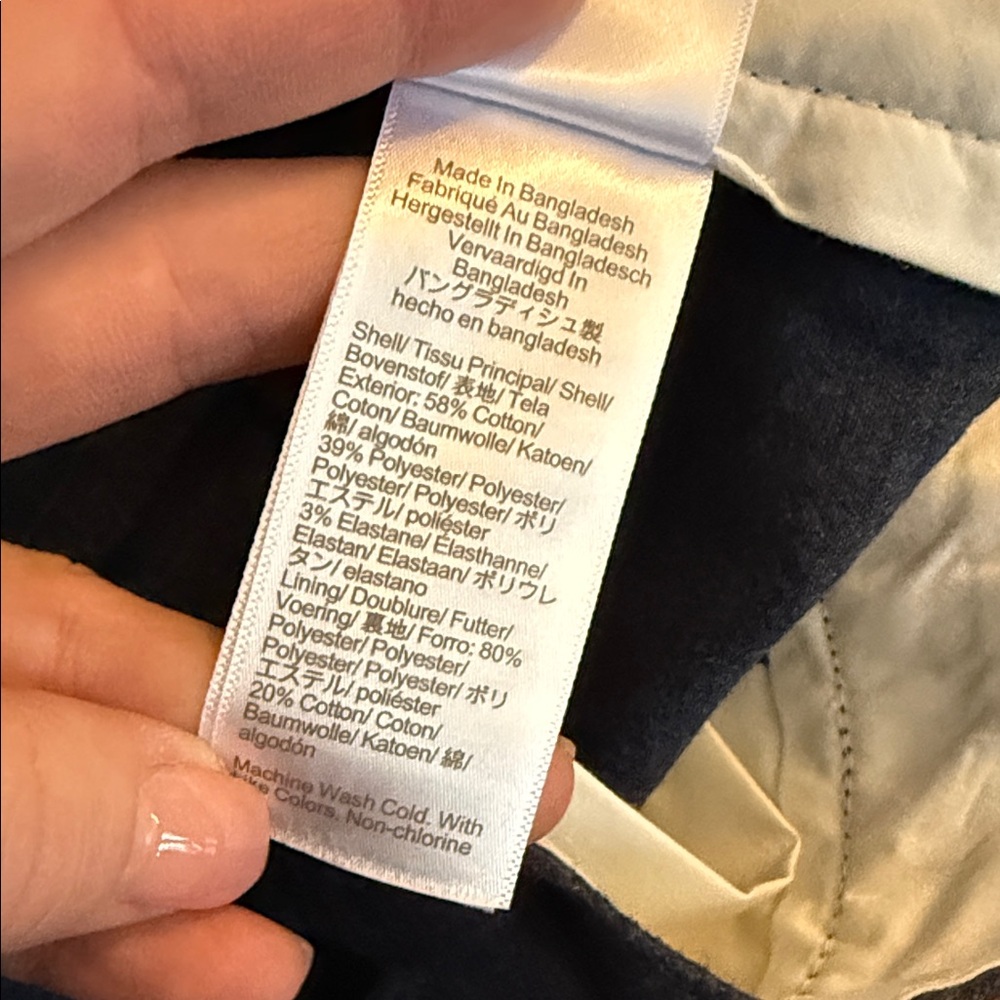 Made In Bangladesh
Fabriqué Au Bangladesh
Hergestellt In Bangladesch
Vervaardigd In
Bangladesh
バングラディシュ製
hecho en bangladesh
Shell/ Tissu Principal/ Shell/
Bovenstof/ 表地/ Tela
Exterior: 58% Cotton/
Coton/ Baumwolle/ Katoen/
綿/ algodón
39% Polyester/ Polyester/
Polyester/ Polyester/ ポリ
エステル/ poliéster
3% Elastane/ Elasthanne/
Elastan/ Elastaan/ ポリウレ
タン/ elastano
Lining/ Doublure/ Futter/
Voering/ 裏地/ Forro: 80%
Polyester/ Polyester/
Polyester/ Polyester/ ポリ
エステル/ poliéster
20% Cotton/ Coton/
Baumwolle/ Katoen/ 綿/
algodón
Machine Wash Cold. With
Like Colors. Non-chlorine